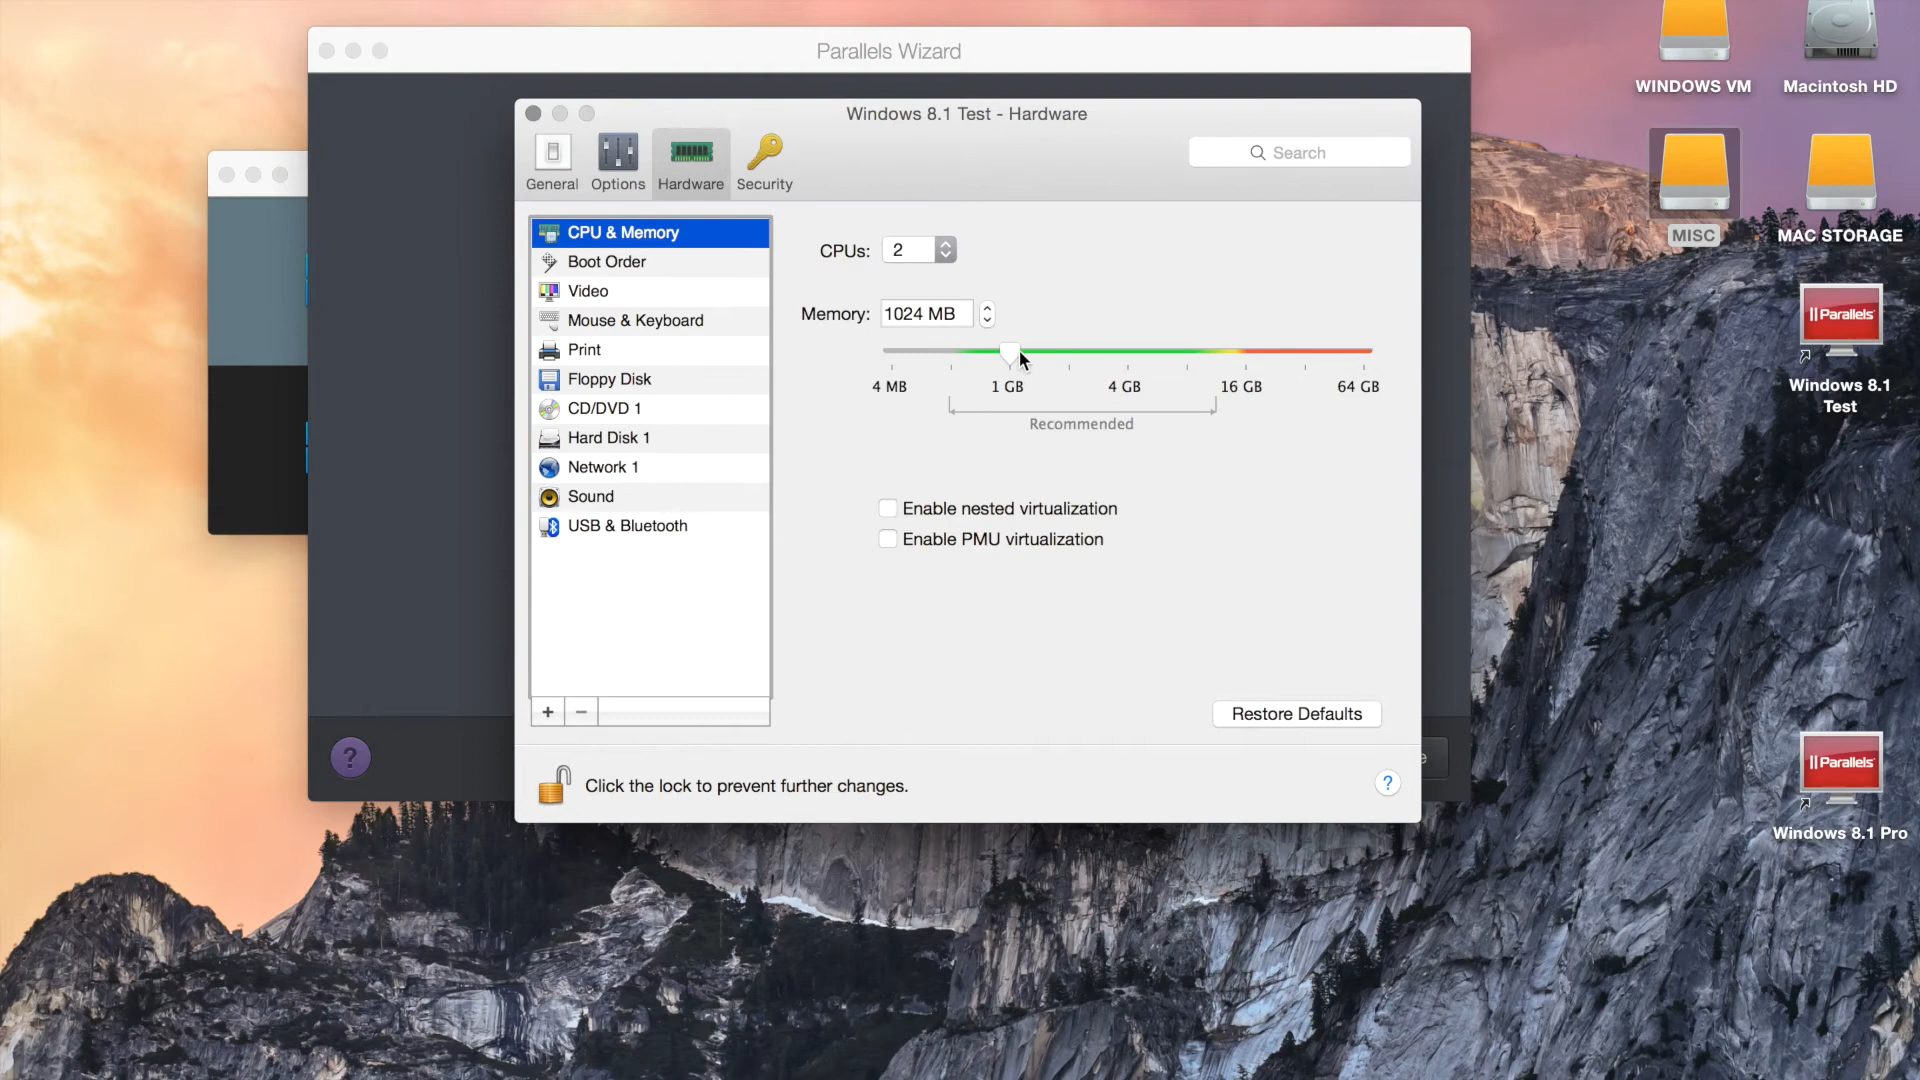 Parallels Wizard
WINDOWS VM
Macintosh HD
Windows 8.1 Test - Hardware
General
Options
Hardware
Security
Search
MISC
MAC STORAGE
CPU & Memory
Boot Order
Video
Mouse & Keyboard
Print
Floppy Disk
CD/DVD 1
Hard Disk 1
Network 1
Sound
USB & Bluetooth
+ −
CPUs: 2
Memory: 1024 MB
4 MB 1 GB 4 GB 16 GB 64 GB
Recommended
Enable nested virtualization
Enable PMU virtualization
Restore Defaults
Click the lock to prevent further changes.
?
?
|| Parallels
Windows 8.1
Test
|| Parallels
Windows 8.1 Pro